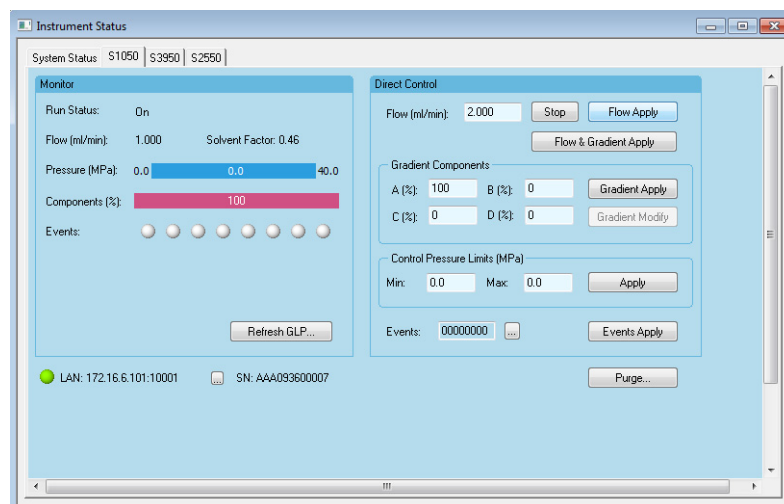 Instrument Status
System Status S1050 S3950 S2550
Monitor
Run Status: On
Flow (ml/min): 1.000 Solvent Factor: 0.46
Pressure (MPa): 0.0 0.0 40.0
Components (%): 100
Events:
Refresh GLP...
LAN: 172.16.6.101:10001 ... SN: AAA093600007
Direct Control
Flow (ml/min): 2.000 Stop Flow Apply
Flow & Gradient Apply
Gradient Components
A (%): 100 B (%): 0 Gradient Apply
C (%): 0 D (%): 0 Gradient Modify
Control Pressure Limits (MPa)
Min: 0.0 Max: 0.0 Apply
Events: 00000000 ... Events Apply
Purge...